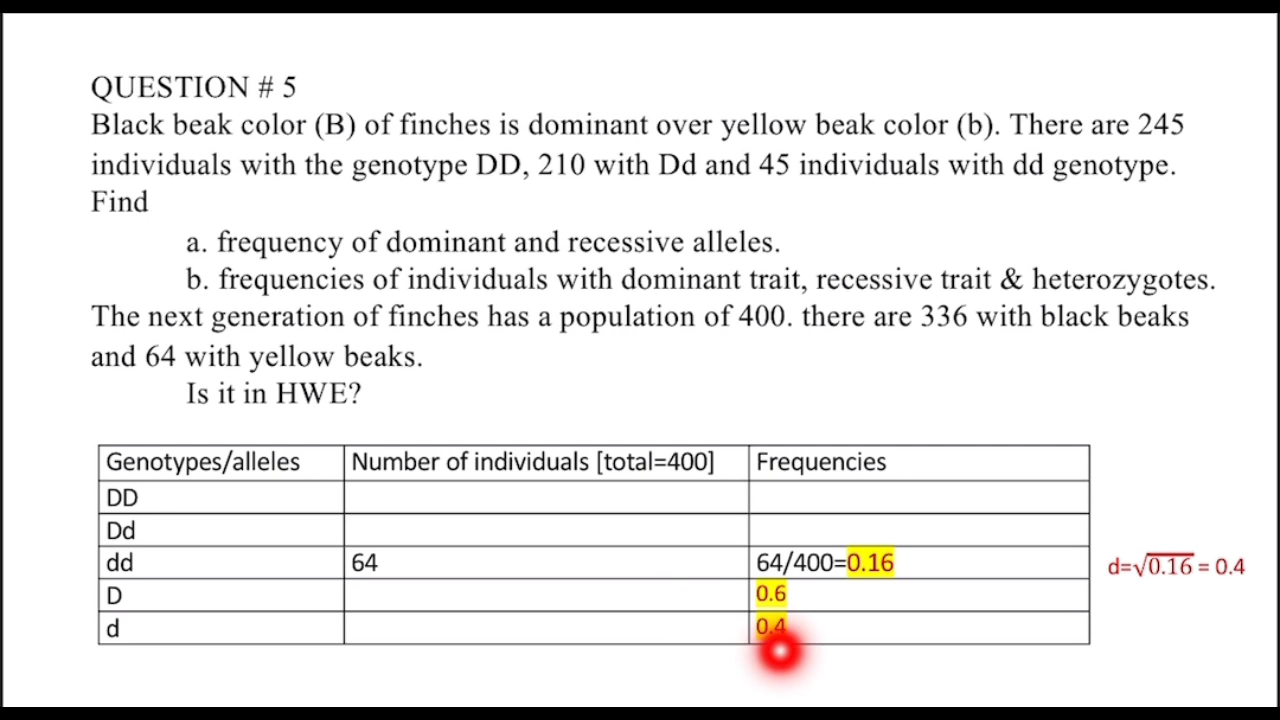 QUESTION # 5
Black beak color (B) of finches is dominant over yellow beak color (b). There are 245
individuals with the genotype DD, 210 with Dd and 45 individuals with dd genotype.
Find
a. frequency of dominant and recessive alleles.
b. frequencies of individuals with dominant trait, recessive trait & heterozygotes.
The next generation of finches has a population of 400. there are 336 with black beaks
and 64 with yellow beaks.
Is it in HWE?
Genotypes/alleles Number of individuals [total=400] Frequencies
DD
Dd
dd 64 64/400=0.16 d=√0.16 = 0.4
D 0.6
d 0.4